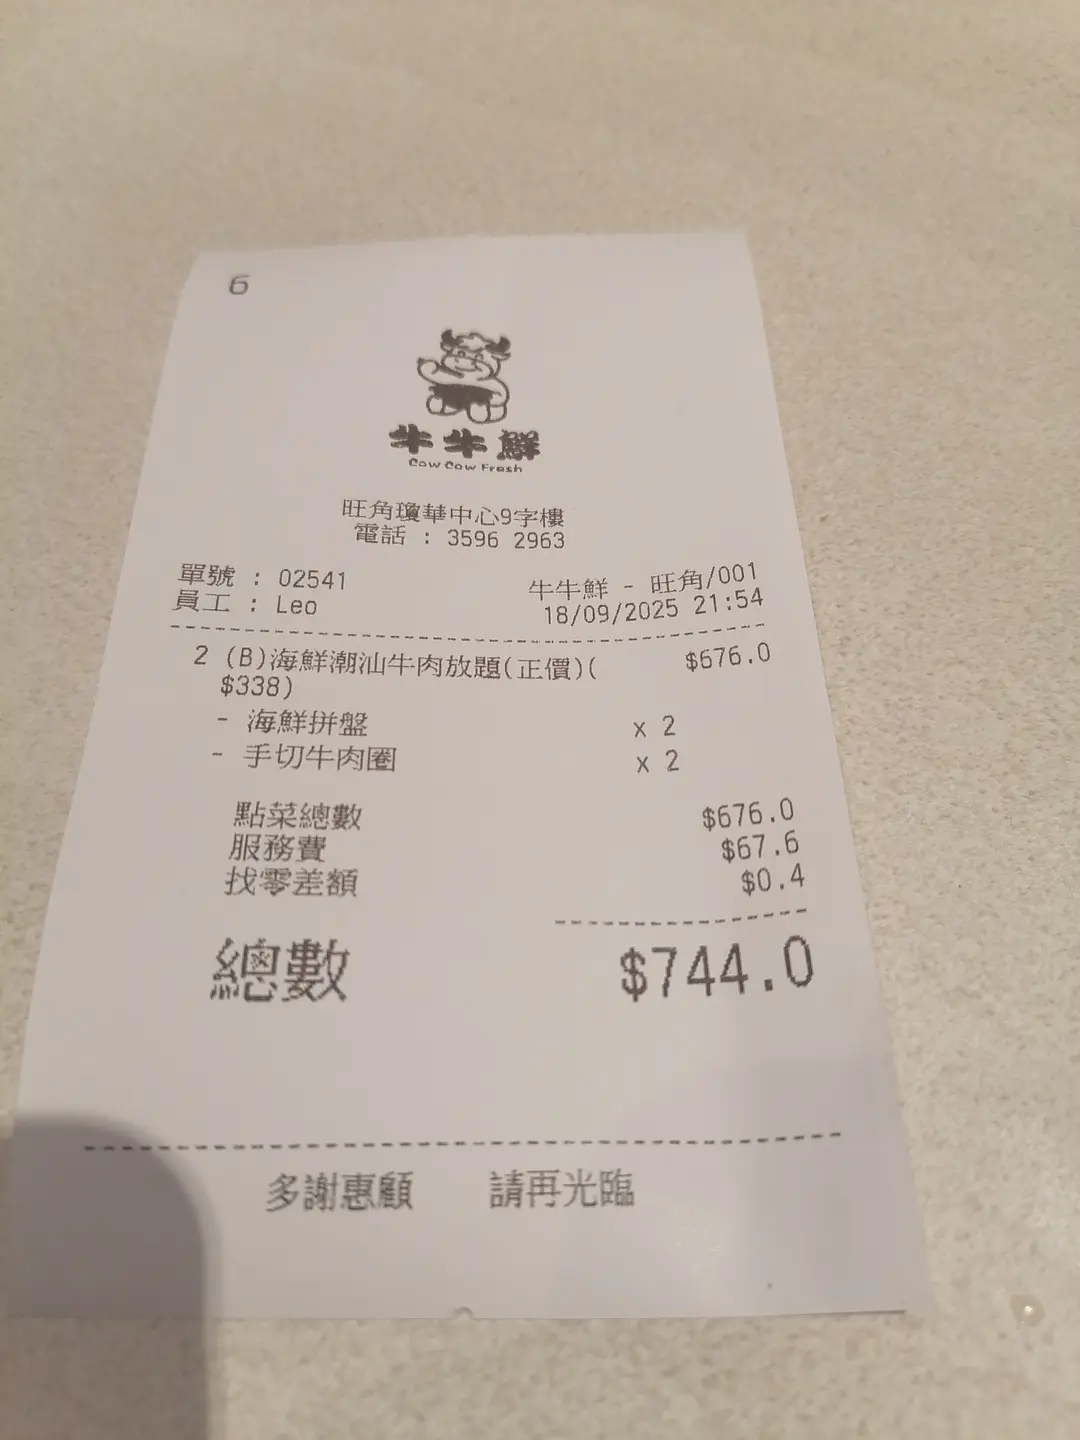 6
牛牛鮮
Cow Cow Fresh
旺角瓊華中心9字樓
電話 : 3596 2963
單號 : 02541 牛牛鮮 - 旺角/001
員工 : Leo 18/09/2025 21:54
2 (B)海鮮潮汕牛肉放題(正價)( $676.0
$338)
- 海鮮拼盤 x 2
- 手切牛肉圈 x 2
點菜總數 $676.0
服務費 $67.6
找零差額 $0.4
總數 $744.0
多謝惠顧 請再光臨